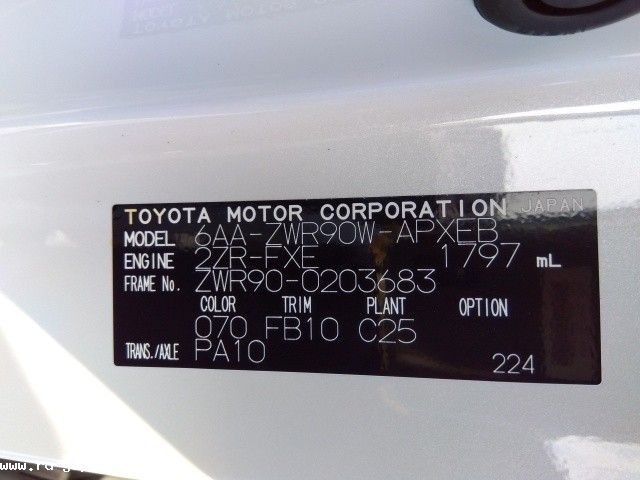 TOYOTA MOTOR CORPORATION JAPAN
MODEL 6AA-ZWR90W-APXEB
ENGINE 2ZR-FXE 1797 mL
FRAME No. ZWR90-0203683
COLOR TRIM PLANT OPTION
070 FB10 C25
TRANS./AXLE PA10
224